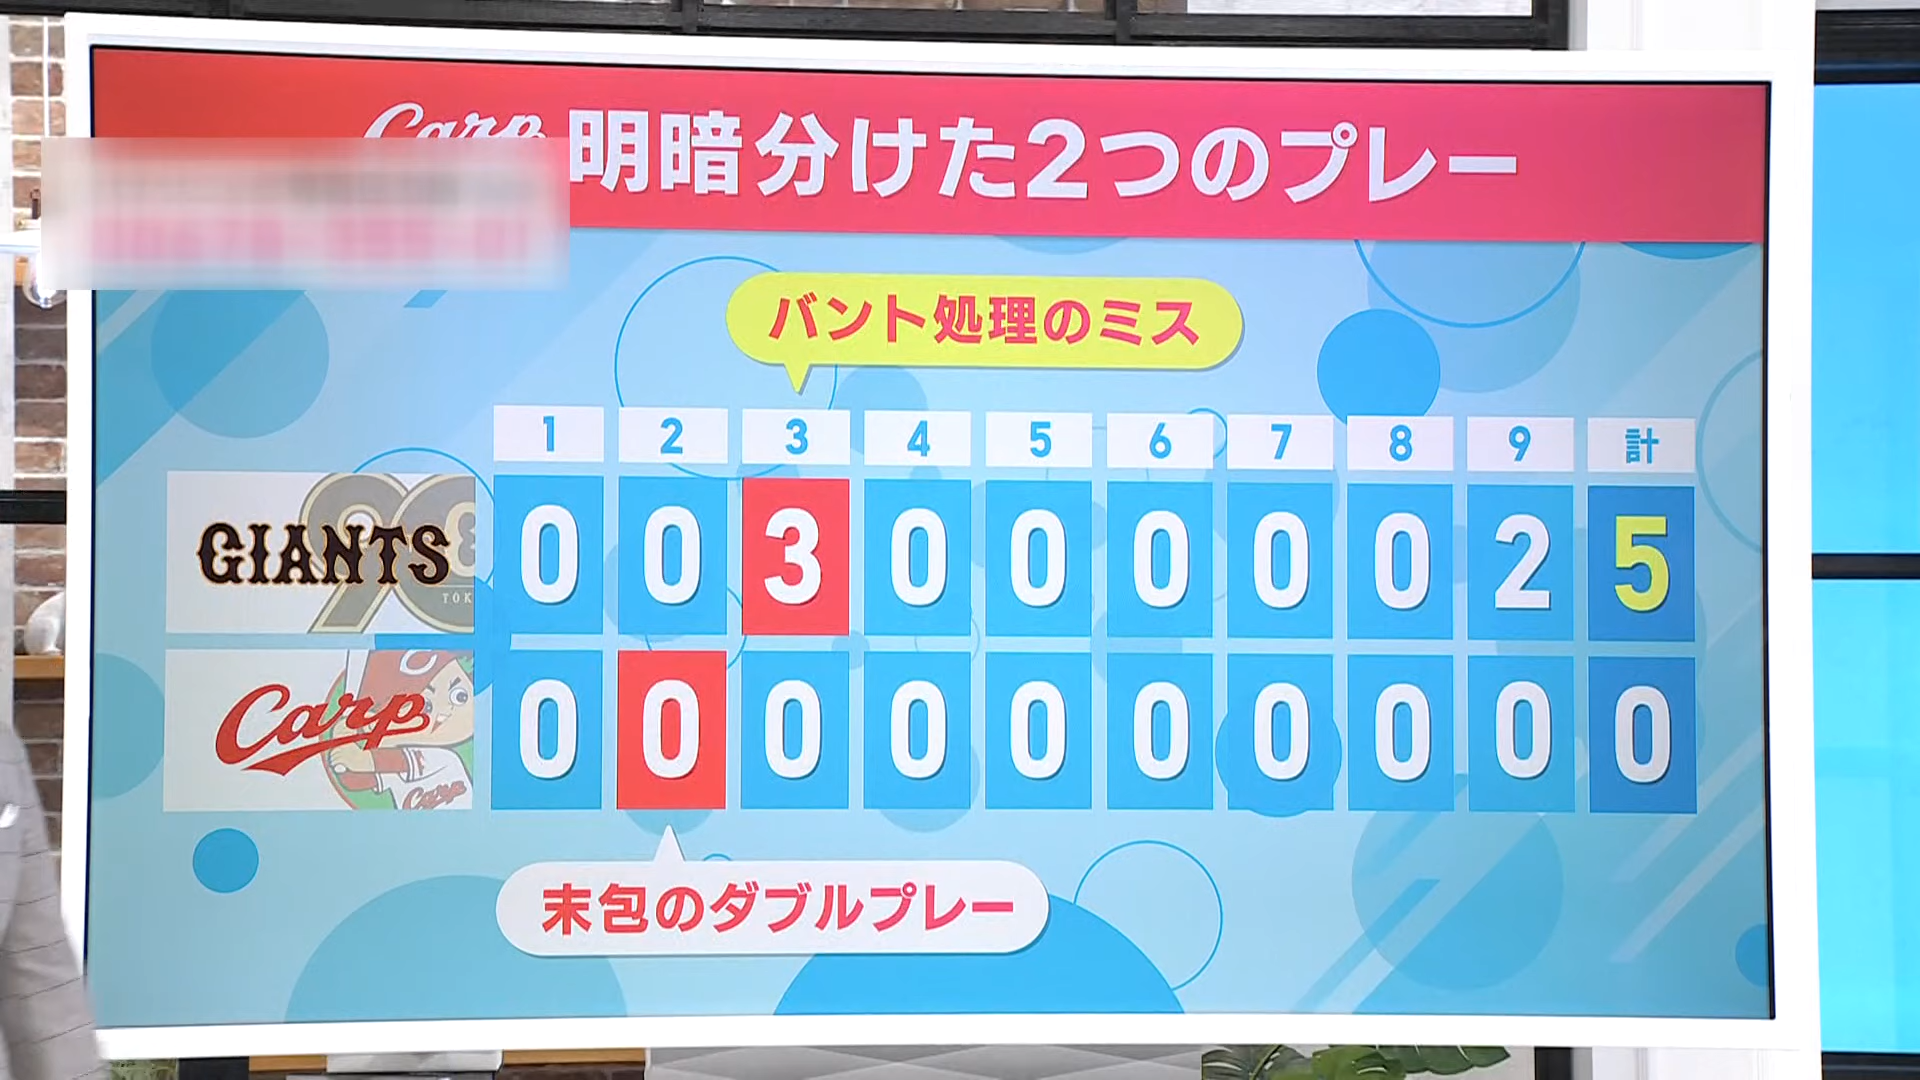 Carp 明暗分けた2つのプレー
バント処理のミス
1 2 3 4 5 6 7 8 9 計
GIANTS 0 0 3 0 0 0 0 0 2 5
Carp 0 0 0 0 0 0 0 0 0 0
末包のダブルプレー